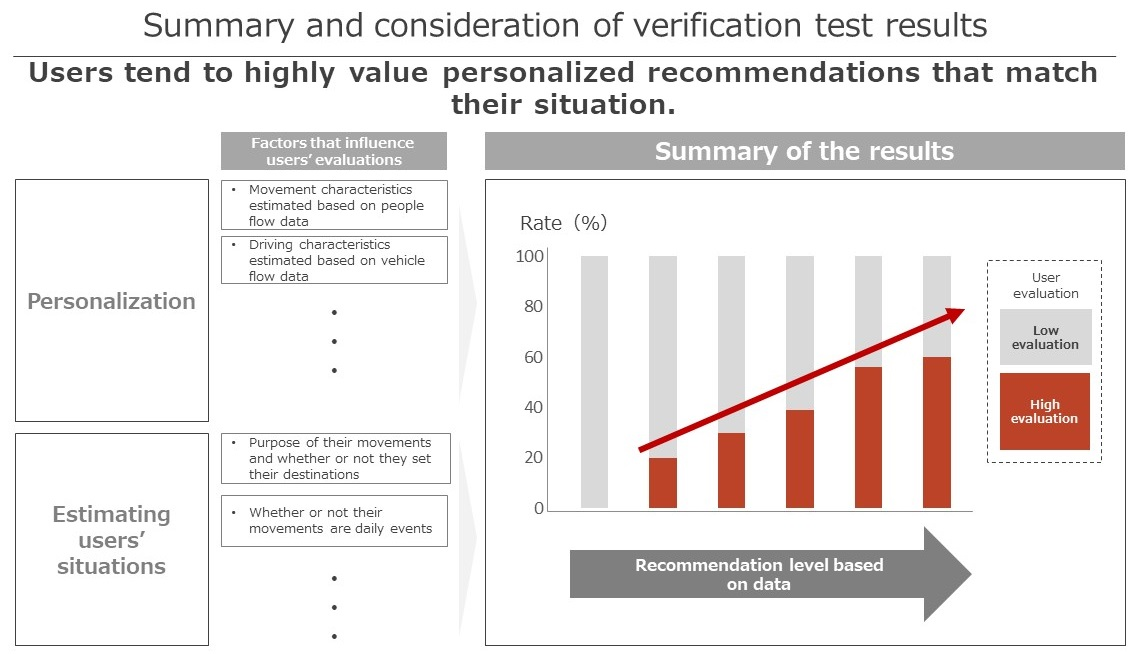 Summary and consideration of verification test results
Users tend to highly value personalized recommendations that match
their situation.
Factors that influence
users’ evaluations
Summary of the results
Personalization
• Movement characteristics
estimated based on people
flow data
• Driving characteristics
estimated based on vehicle
flow data
•
•
•
Estimating
users’
situations
• Purpose of their movements
and whether or not they set
their destinations
• Whether or not their
movements are daily events
•
•
•
Rate（%）
100
80
60
40
20
0
User
evaluation
Low
evaluation
High
evaluation
Recommendation level based
on data